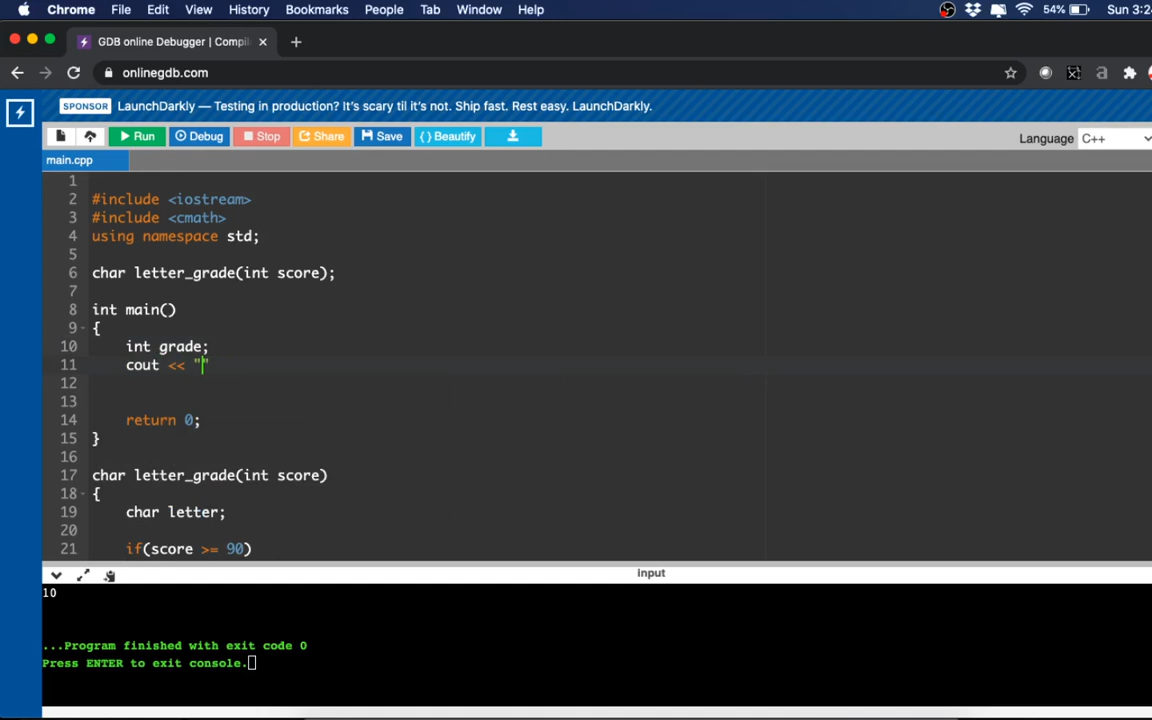 Chrome File Edit View History Bookmarks People Tab Window Help 54% Sun 3:2
GDB online Debugger | Compil
onlinegdb.com
SPONSOR LaunchDarkly — Testing in production? It's scary til it's not. Ship fast. Rest easy. LaunchDarkly.
Run Debug Stop Share Save { } Beautify Language C++
main.cpp
1
2 #include <iostream>
3 #include <cmath>
4 using namespace std;
5
6 char letter_grade(int score);
7
8 int main()
9 {
10 int grade;
11 cout << ""
12
13
14 return 0;
15 }
16
17 char letter_grade(int score)
18 {
19 char letter;
20
21 if(score >= 90)
input
10
...Program finished with exit code 0
Press ENTER to exit console.